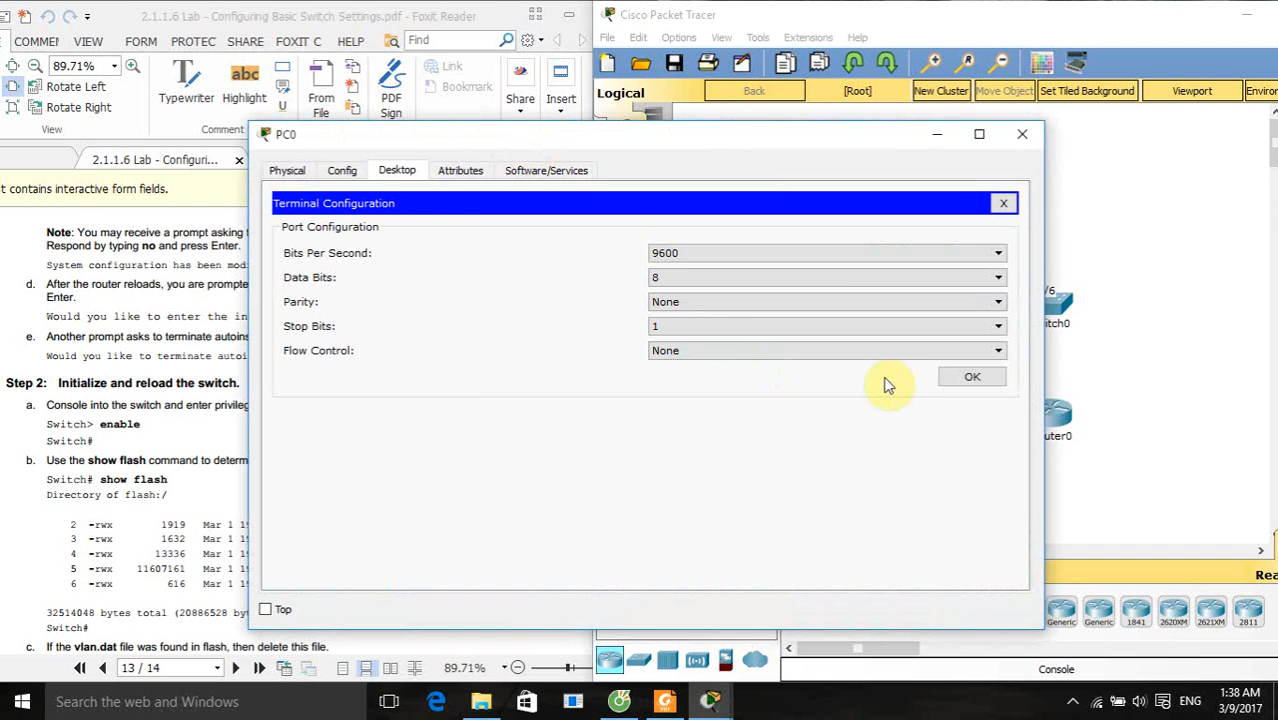 2.1.1.6 Lab - Configuring Basic Switch Settings.pdf - Foxit Reader
COMMEI VIEW FORM PROTEC SHARE FOXIT C HELP Find
89.71%
Rotate Left
Rotate Right
View
Typewriter
Highlight
Comment
From
File
PDF
Sign
Link
Bookmark
Share
Insert
2.1.1.6 Lab - Configuri...
t contains interactive form fields.
Note: You may receive a prompt asking t
Respond by typing no and press Enter.
System configuration has been mod
d. After the router reloads, you are prompte
Enter.
Would you like to enter the in
e. Another prompt asks to terminate autoins
Would you like to terminate autoi
Step 2: Initialize and reload the switch.
a. Console into the switch and enter privileg
Switch> enable
Switch#
b. Use the show flash command to determ
Switch# show flash
Directory of flash:/
2 -rwx 1919 Mar 1 19
3 -rwx 1632 Mar 1 19
4 -rwx 13336 Mar 1 19
5 -rwx 11607161 Mar 1 19
6 -rwx 616 Mar 1 19
32514048 bytes total (20886528 by
Switch#
c. If the vlan.dat file was found in flash, then delete this file.
13 / 14
89.71%
Cisco Packet Tracer
File Edit Options View Tools Extensions Help
Logical Back [Root] New Cluster Move Object Set Tiled Background Viewport Environ
PC0
Physical Config Desktop Attributes Software/Services
Terminal Configuration X
Port Configuration
Bits Per Second: 9600
Data Bits: 8
Parity: None
Stop Bits: 1
Flow Control: None
OK
Top
/6
itch0
uter0
Rea
Generic Generic 1841 2620XM 2621XM 2811
Console
Search the web and Windows
ENG
1:38 AM
3/9/2017